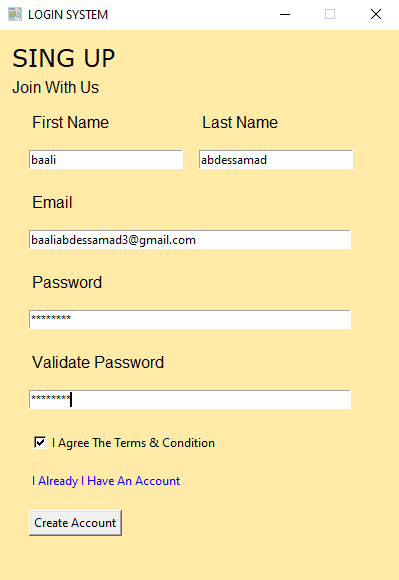 LOGIN SYSTEM
SING UP
Join With Us
First Name Last Name
baali abdessamad
Email
baaliabdessamad3@gmail.com
Password
********
Validate Password
********
I Agree The Terms & Condition
I Already I Have An Account
Create Account